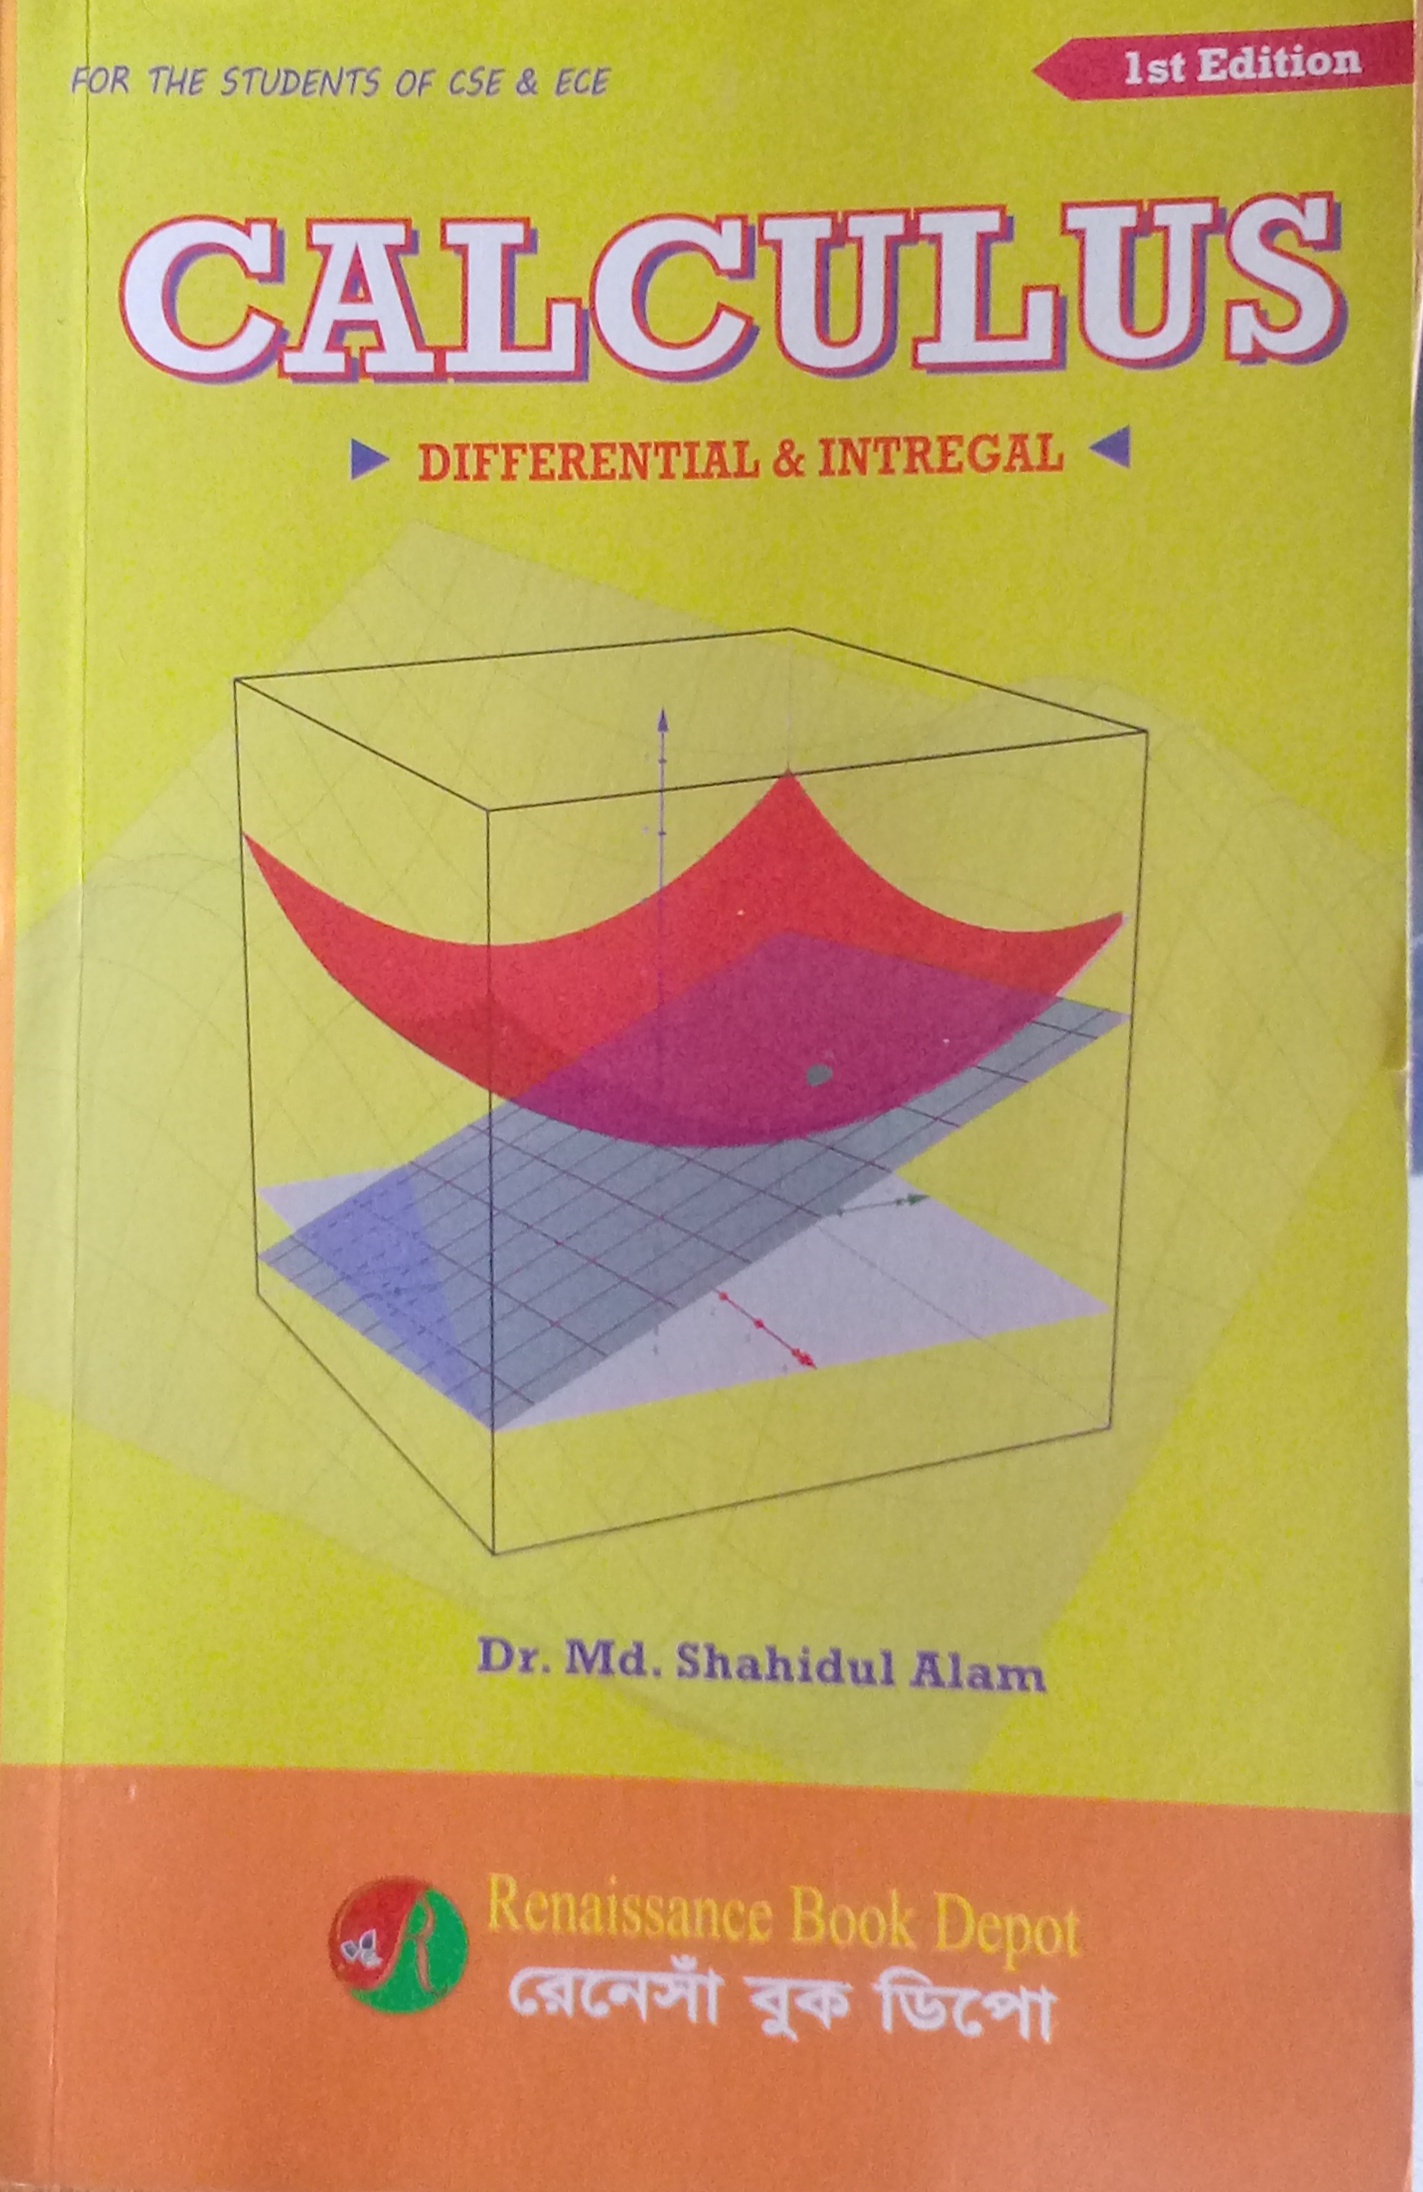 FOR THE STUDENTS OF CSE & ECE
1st Edition
CALCULUS
DIFFERENTIAL & INTREGAL
Dr. Md. Shahidul Alam
R
Renaissance Book Depot
রেনেসাঁ বুক ডিপো